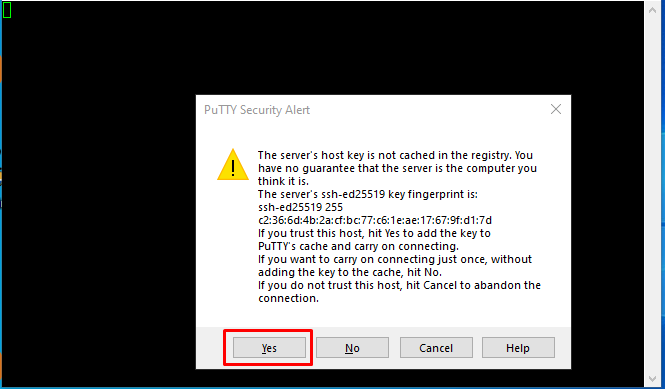 PuTTY Security Alert
The server's host key is not cached in the registry. You
have no guarantee that the server is the computer you
think it is.
The server's ssh-ed25519 key fingerprint is:
ssh-ed25519 255
c2:36:6d:4b:2a:cf:bc:77:c6:1e:ae:17:67:9f:d1:7d
If you trust this host, hit Yes to add the key to
PuTTY's cache and carry on connecting.
If you want to carry on connecting just once, without
adding the key to the cache, hit No.
If you do not trust this host, hit Cancel to abandon the
connection.
Yes
No
Cancel
Help